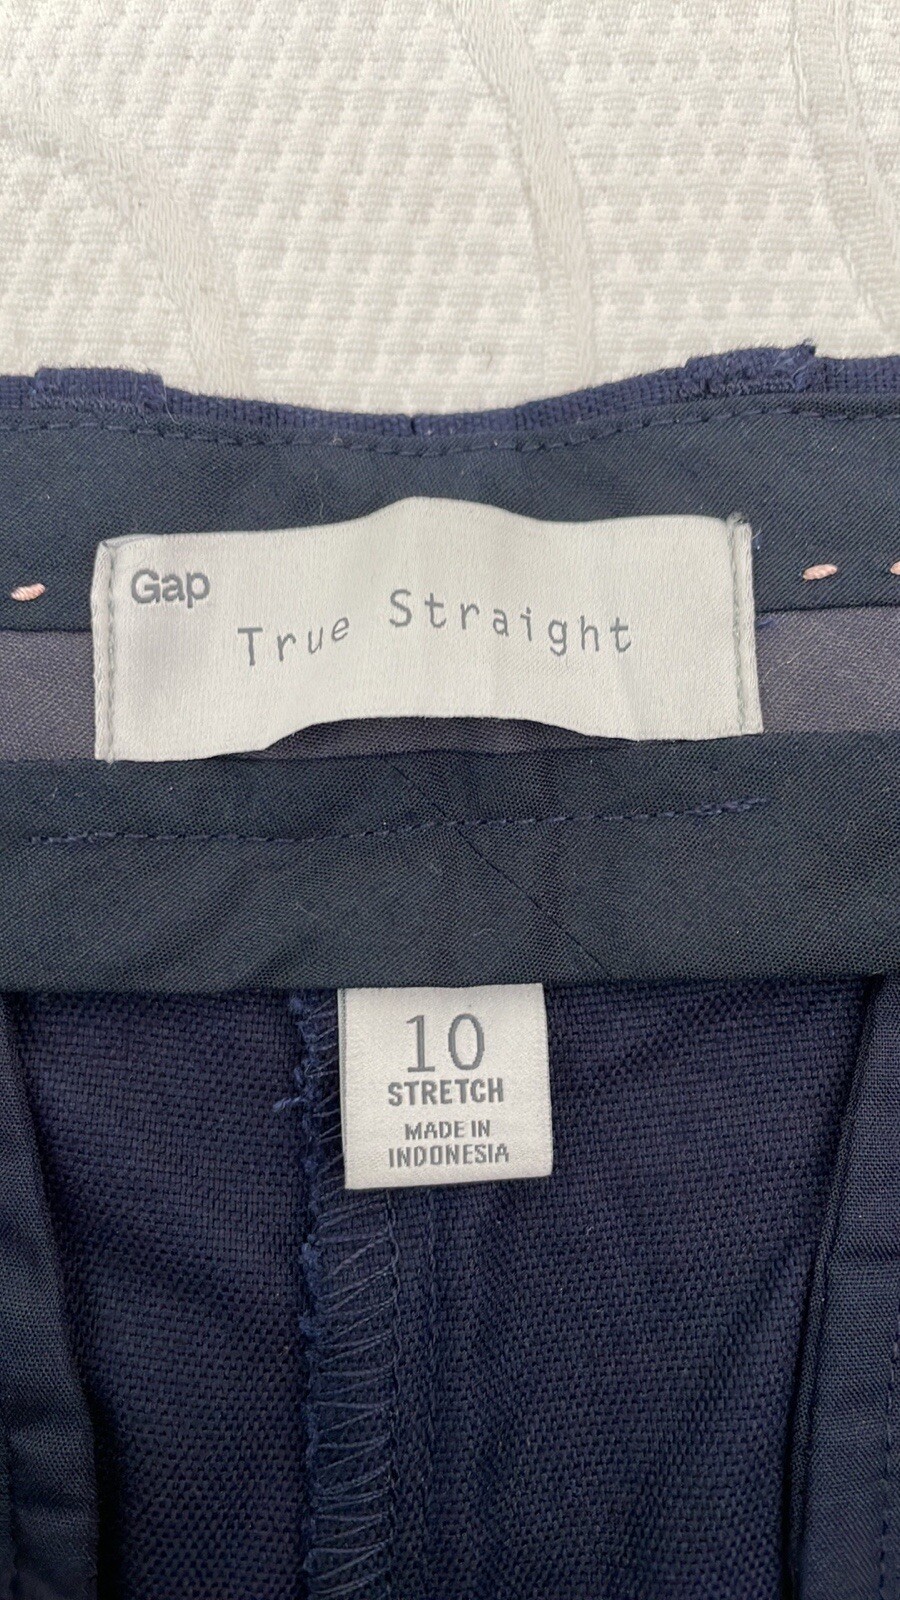 Gap
True Straight
10
STRETCH
MADE IN
INDONESIA